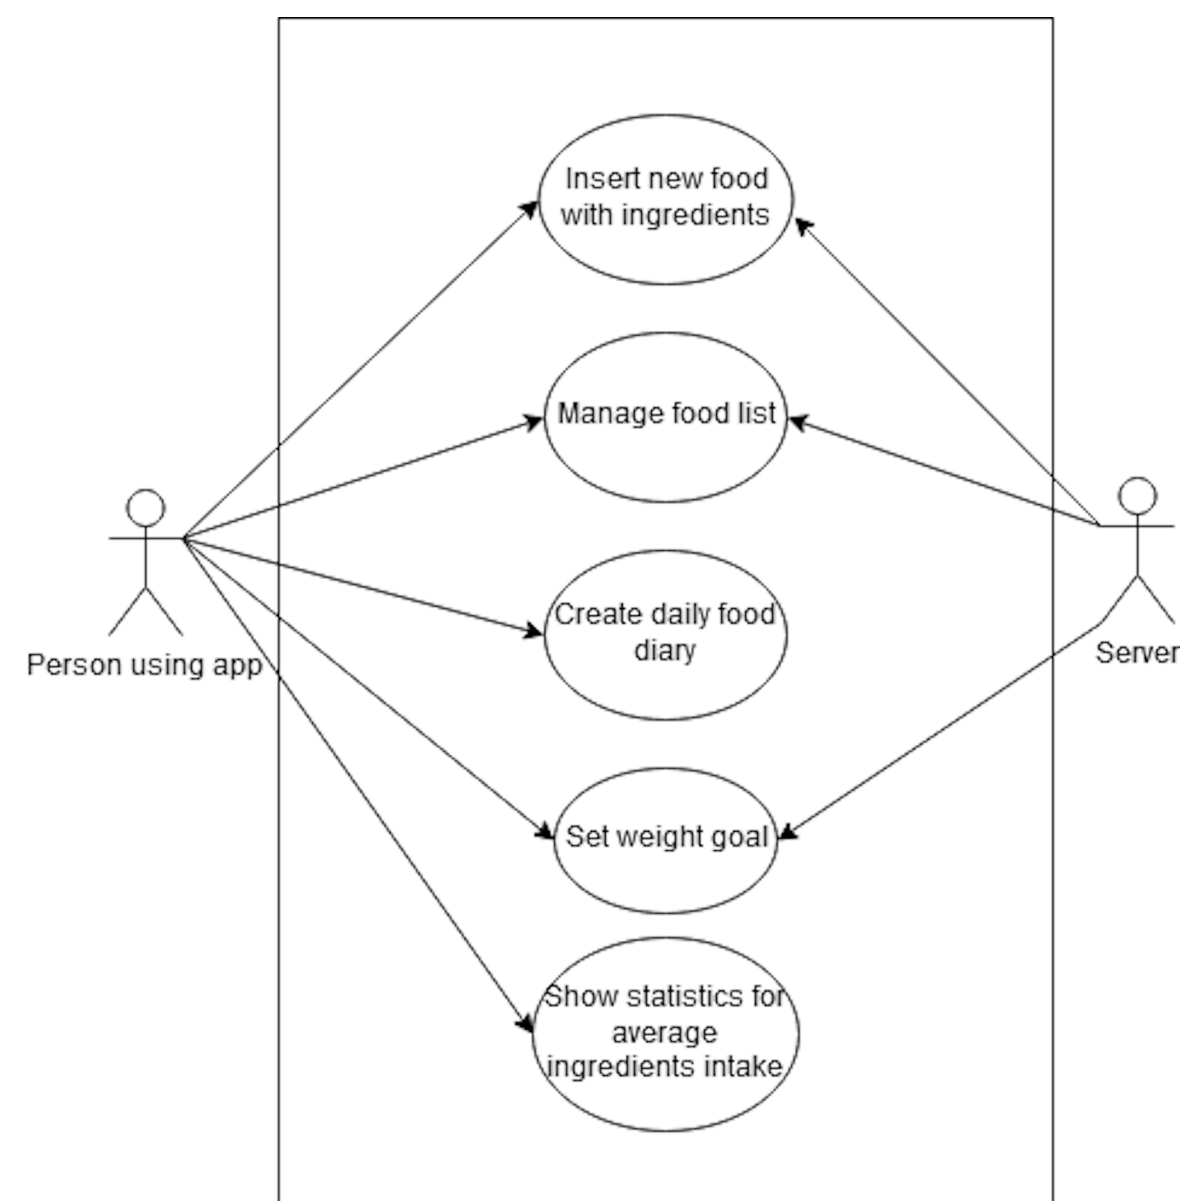 Insert new food
with ingredients
Manage food list
Create daily food
diary
Person using app
Server
Set weight goal
Show statistics for
average
ingredients intake